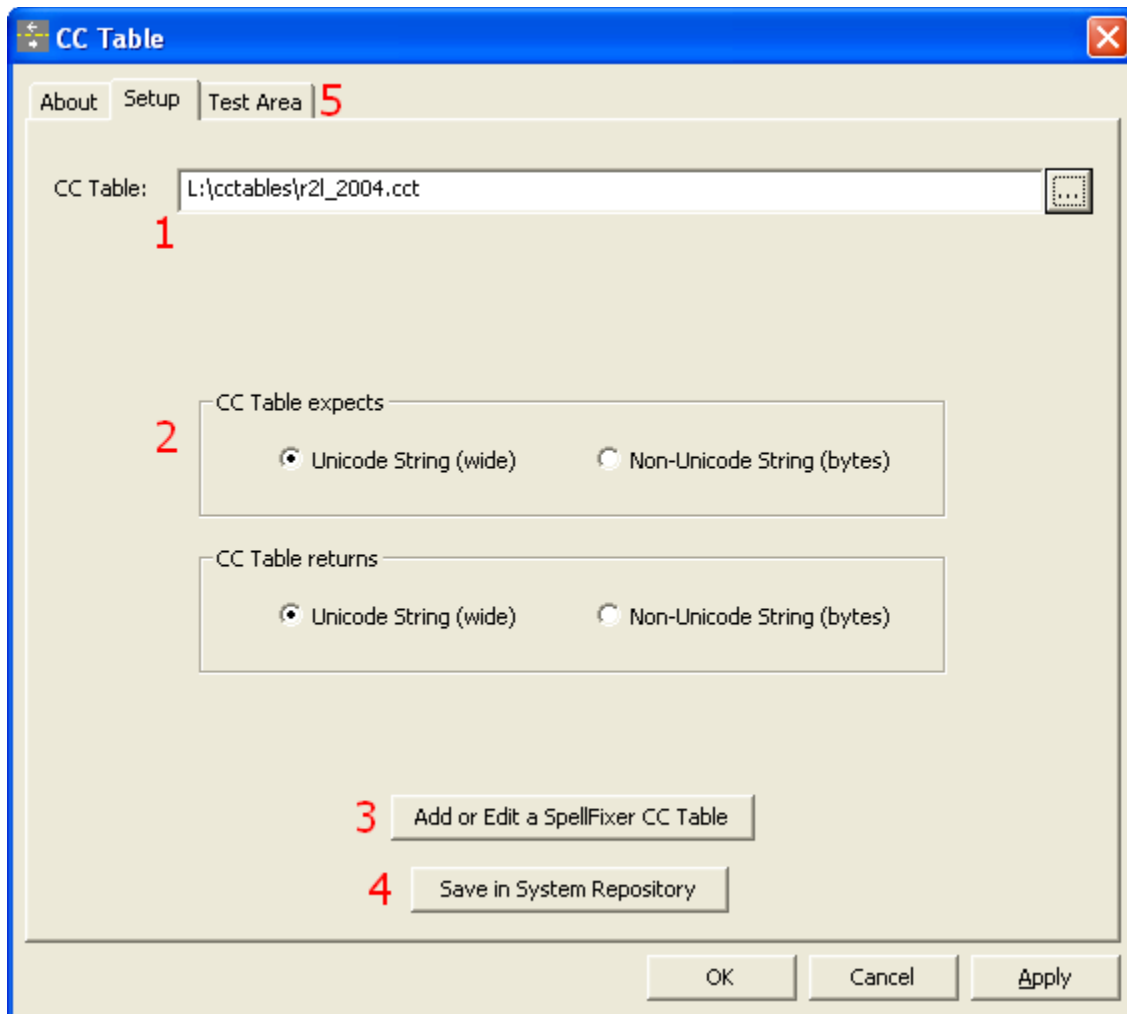 CC Table
About Setup Test Area 5
CC Table: L:\cctables\r2l_2004.cct ...
1
CC Table expects
2
Unicode String (wide) Non-Unicode String (bytes)
CC Table returns
Unicode String (wide) Non-Unicode String (bytes)
3 Add or Edit a SpellFixer CC Table
4 Save in System Repository
OK Cancel Apply